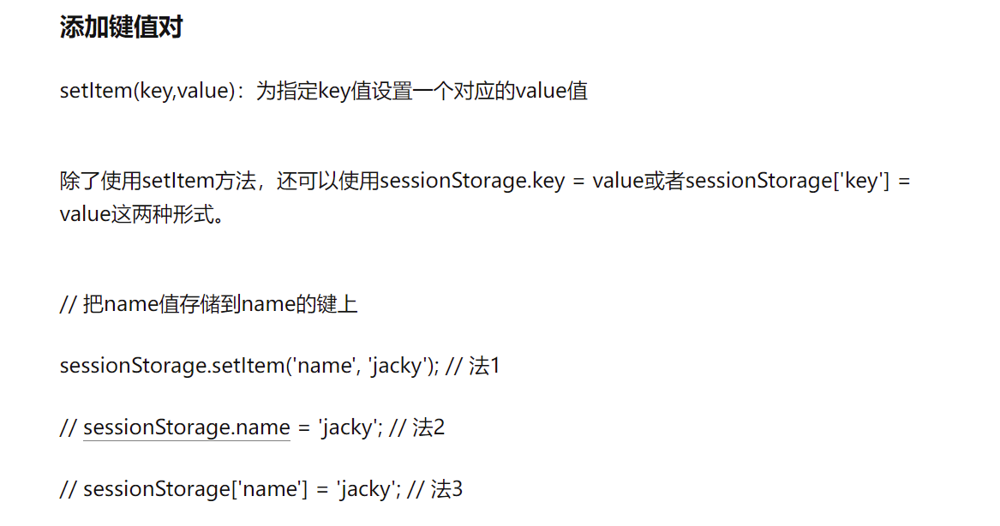 添加键值对
setItem(key,value)：为指定key值设置一个对应的value值
除了使用setItem方法，还可以使用sessionStorage.key = value或者sessionStorage['key'] =
value这两种形式。
// 把name值存储到name的键上
sessionStorage.setItem('name', 'jacky'); // 法1
// sessionStorage.name = 'jacky'; // 法2
// sessionStorage['name'] = 'jacky'; // 法3